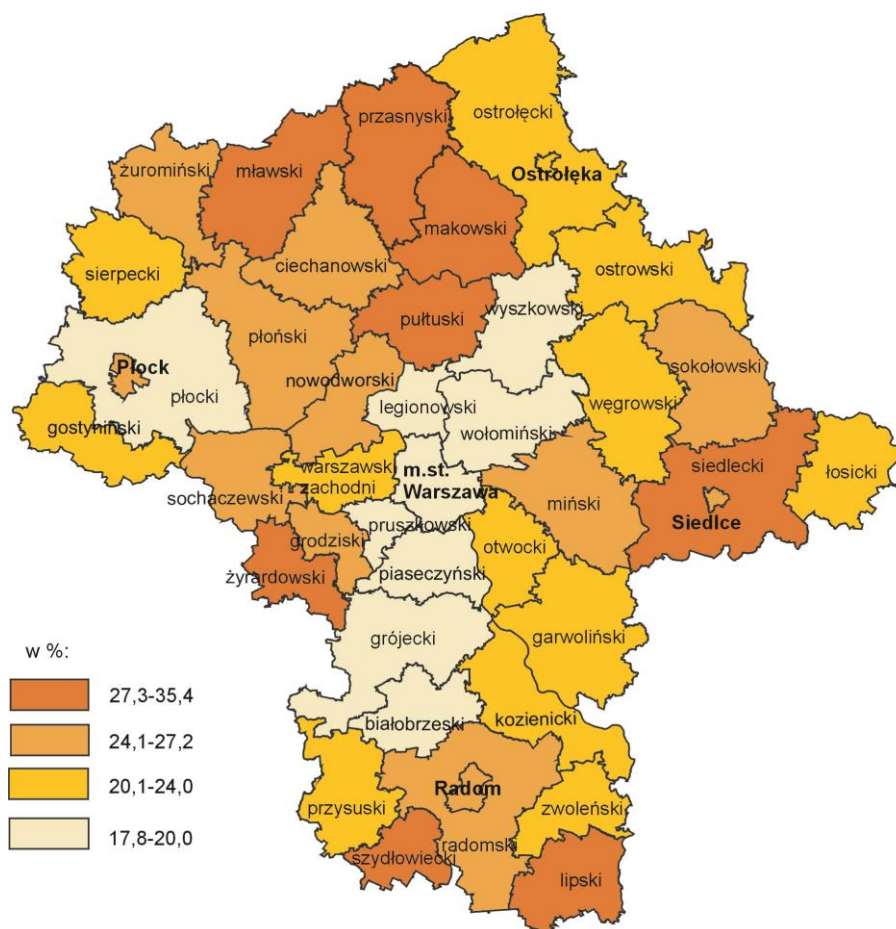 ostrołęcki
przasnyski
żuromiński
mławski
Ostrołęka
makowski
ciechanowski
ostrowski
sierpecki
wyszkowski
pułtuski
płoński
sokołowski
Płock
nowodworski
płocki
legionowski
węgrowski
gostyniński
wołomiński
siedlecki
warszawski
zachodni
m.st.
Warszawa
łosicki
sochaczewski
miński
Siedlce
pruszkowski
grodziski
otwocki
piaseczyński
żyrardowski
grójecki
garwoliński
w %:
27,3-35,4
24,1-27,2
20,1-24,0
17,8-20,0
białobrzeski
kozienicki
Radom
przysuski
zwoleński
radomski
szydłowiecki
lipski